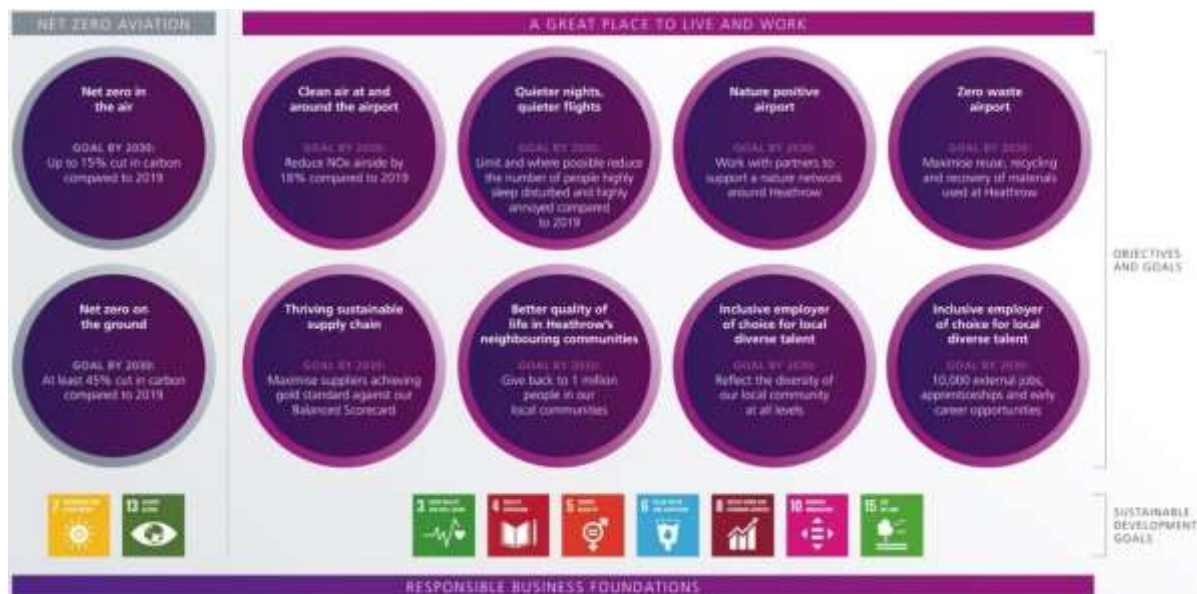 NET ZERO AVIATION
A GREAT PLACE TO LIVE AND WORK
Net zero in
the air
GOAL BY 2030:
Up to 15% cut in carbon
compared to 2019
Clean air at and
around the airport
GOAL BY 2030:
Reduce NOx airside by
18% compared to 2019
Quieter nights,
quieter flights
GOAL BY 2030:
Limit and where possible reduce
the number of people highly
sleep disturbed and highly
annoyed compared
to 2019
Nature positive
airport
GOAL BY 2030:
Work with partners to
support a nature network
around Heathrow
Zero waste
airport
GOAL BY 2030:
Maximise reuse, recycling
and recovery of materials
used at Heathrow
OBJECTIVES
AND GOALS
Net zero on
the ground
GOAL BY 2030:
At least 45% cut in carbon
compared to 2019
Thriving sustainable
supply chain
GOAL BY 2030:
Maximise suppliers achieving
gold standard against our
Balanced Scorecard
Better quality of
life in Heathrow's
neighbouring communities
GOAL BY 2030:
Give back to 1 million
people in our
local communities
Inclusive employer
of choice for local
diverse talent
GOAL BY 2030:
Reflect the diversity of
our local community
at all levels
Inclusive employer
of choice for local
diverse talent
GOAL BY 2030:
10,000 external jobs,
apprenticeships and early
career opportunities
7
13
3
4
5
6
8
10
15
SUSTAINABLE
DEVELOPMENT
GOALS
RESPONSIBLE BUSINESS FOUNDATIONS